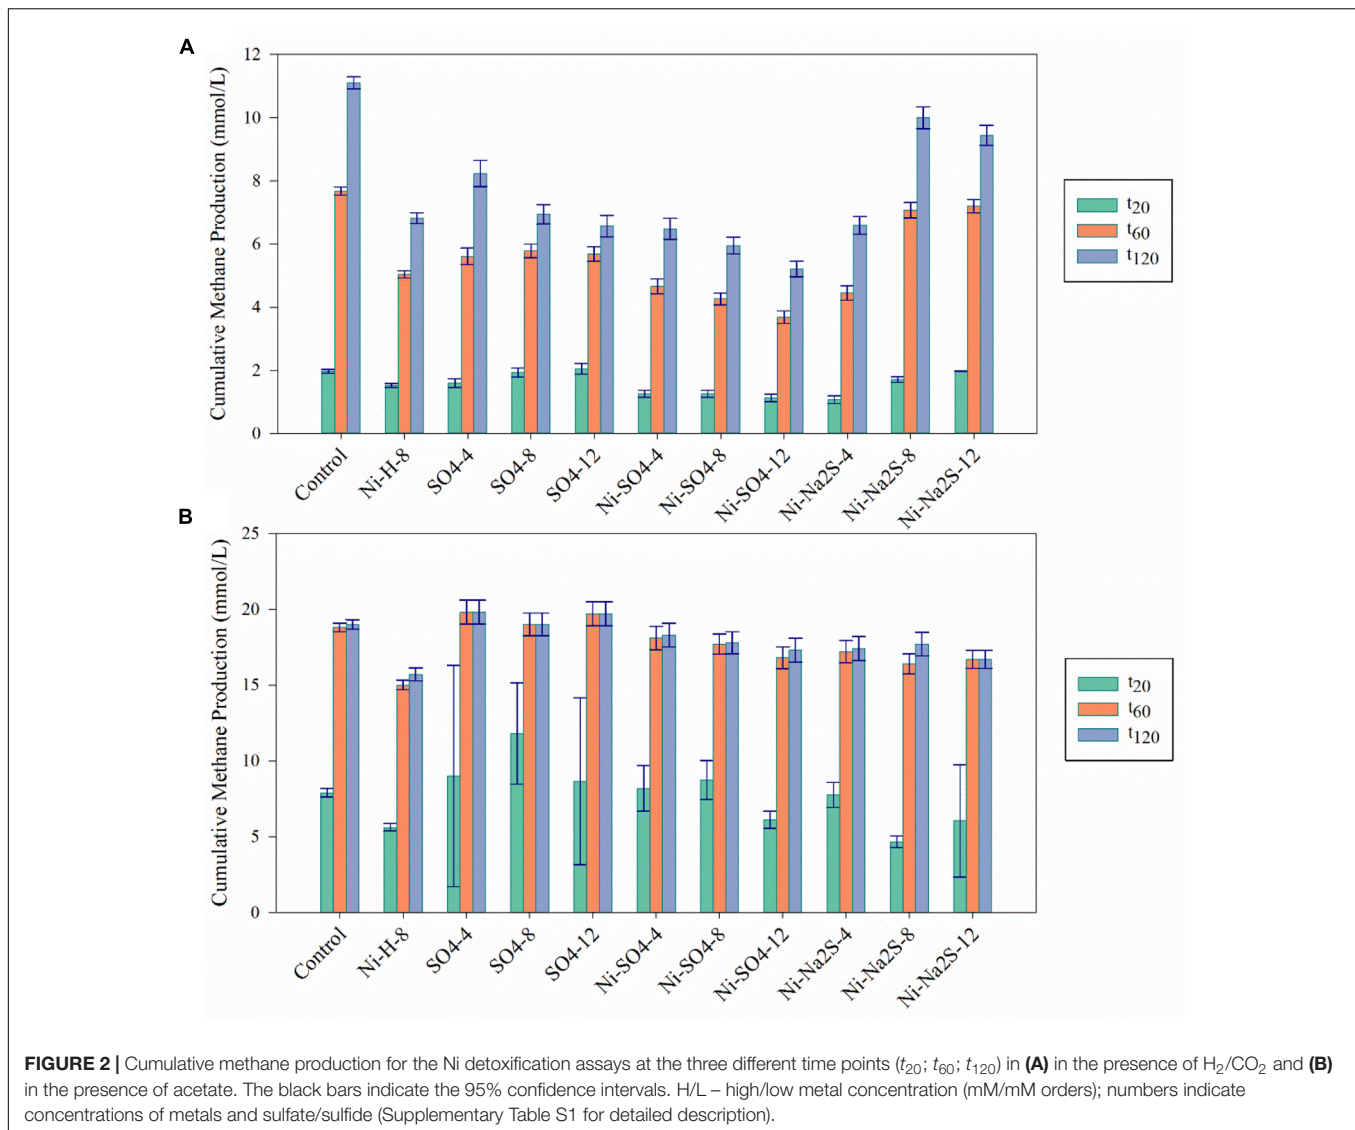 A
Cumulative Methane Production (mmol/L)
12
10
8
6
4
2
0
Control
Ni-H-8
SO4-4
SO4-8
SO4-12
Ni-SO4-4
Ni-SO4-8
Ni-SO4-12
Ni-Na2S-4
Ni-Na2S-8
Ni-Na2S-12
t20
t60
t120
B
Cumulative Methane Production (mmol/L)
25
20
15
10
5
0
Control
Ni-H-8
SO4-4
SO4-8
SO4-12
Ni-SO4-4
Ni-SO4-8
Ni-SO4-12
Ni-Na2S-4
Ni-Na2S-8
Ni-Na2S-12
t20
t60
t120
FIGURE 2 | Cumulative methane production for the Ni detoxification assays at the three different time points (t20; t60; t120) in (A) in the presence of H2/CO2 and (B)
in the presence of acetate. The black bars indicate the 95% confidence intervals. H/L – high/low metal concentration (mM/mM orders); numbers indicate
concentrations of metals and sulfate/sulfide (Supplementary Table S1 for detailed description).